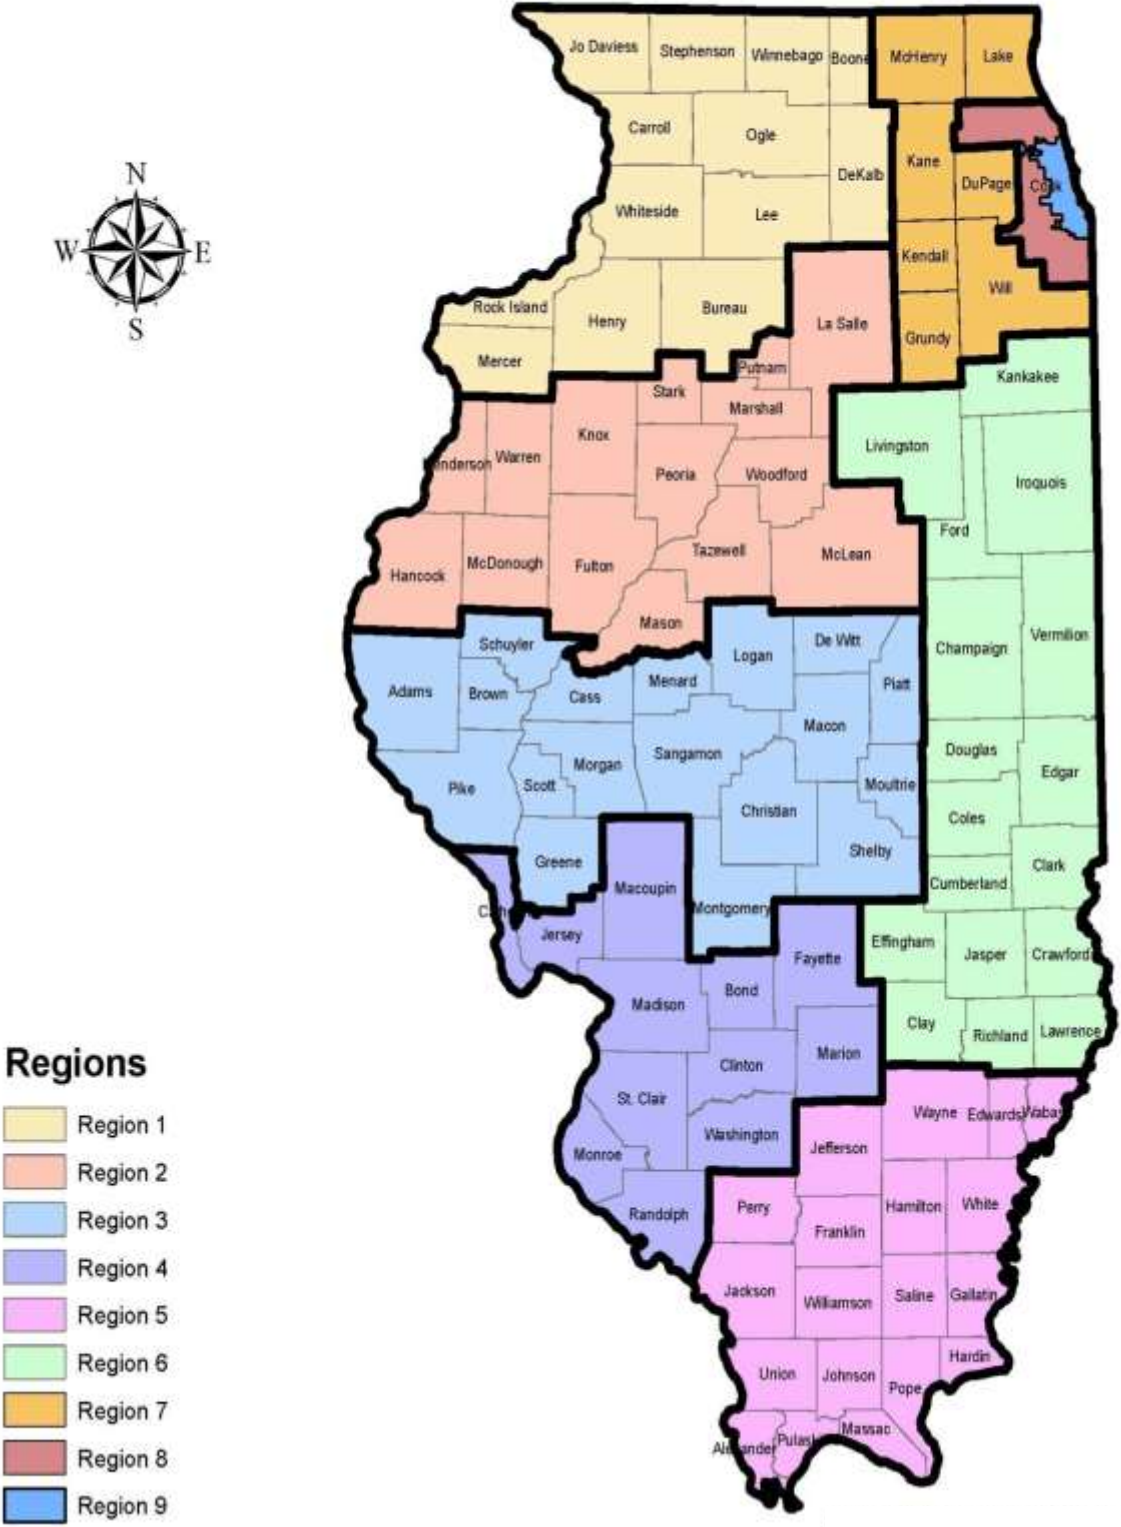 Jo Daviess
Stephenson
Winnebago
Boone
McHenry
Lake
Carroll
Ogle
DeKalb
Kane
DuPage
Cook
N
W E
S
Whiteside
Lee
Kendall
Will
Rock Island
Henry
Bureau
La Salle
Grundy
Mercer
Putnam
Kankakee
Stark
Marshall
Knox
Livingston
enderson
Warren
Peoria
Woodford
Iroquois
Ford
Hancock
McDonough
Fulton
Tazewell
McLean
Mason
Schuyler
Logan
De Witt
Champaign
Vermilion
Adams
Brown
Cass
Menard
Piatt
Macon
Sangamon
Douglas
Pike
Scott
Morgan
Moultrie
Edgar
Christian
Coles
Greene
Shelby
Clark
Macoupin
Cumberland
Montgomery
Jersey
Fayette
Effingham
Jasper
Crawford
Madison
Bond
Clay
Richland
Lawrence
Clinton
Marion
St. Clair
Washington
Monroe
Wayne
Edwards
Wabas
Jefferson
Randolph
Perry
Hamilton
White
Franklin
Jackson
Williamson
Saline
Gallatin
Union
Johnson
Pope
Hardin
Massac
Pulask
Regions
Region 1
Region 2
Region 3
Region 4
Region 5
Region 6
Region 7
Region 8
Region 9